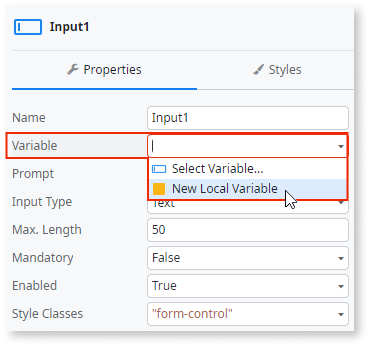 Input1
Properties Styles
Name Input1
Variable
Select Variable...
Prompt
New Local Variable
Input Type Text
Max. Length 50
Mandatory False
Enabled True
Style Classes "form-control"